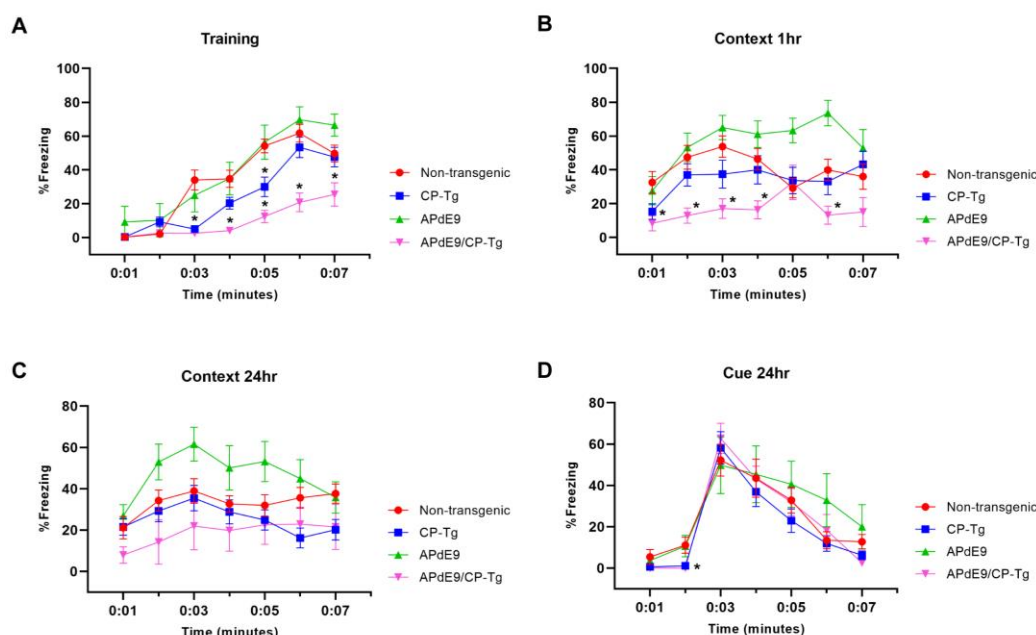 A
Training
%Freezing
100
80
60
40
20
0
*
*
*
*
*
*
0:01
0:03
0:05
0:07
Time (minutes)
Non-transgenic
CP-Tg
APdE9
APdE9/CP-Tg
B
Context 1hr
%Freezing
100
80
60
40
20
0
*
*
*
*
*
0:01
0:03
0:05
0:07
Time (minutes)
Non-transgenic
CP-Tg
APdE9
APdE9/CP-Tg
C
Context 24hr
%Freezing
80
60
40
20
0
0:01
0:03
0:05
0:07
Time (minutes)
Non-transgenic
CP-Tg
APdE9
APdE9/CP-Tg
D
Cue 24hr
%Freezing
80
60
40
20
0
*
0:01
0:03
0:05
0:07
Time (minutes)
Non-transgenic
CP-Tg
APdE9
APdE9/CP-Tg